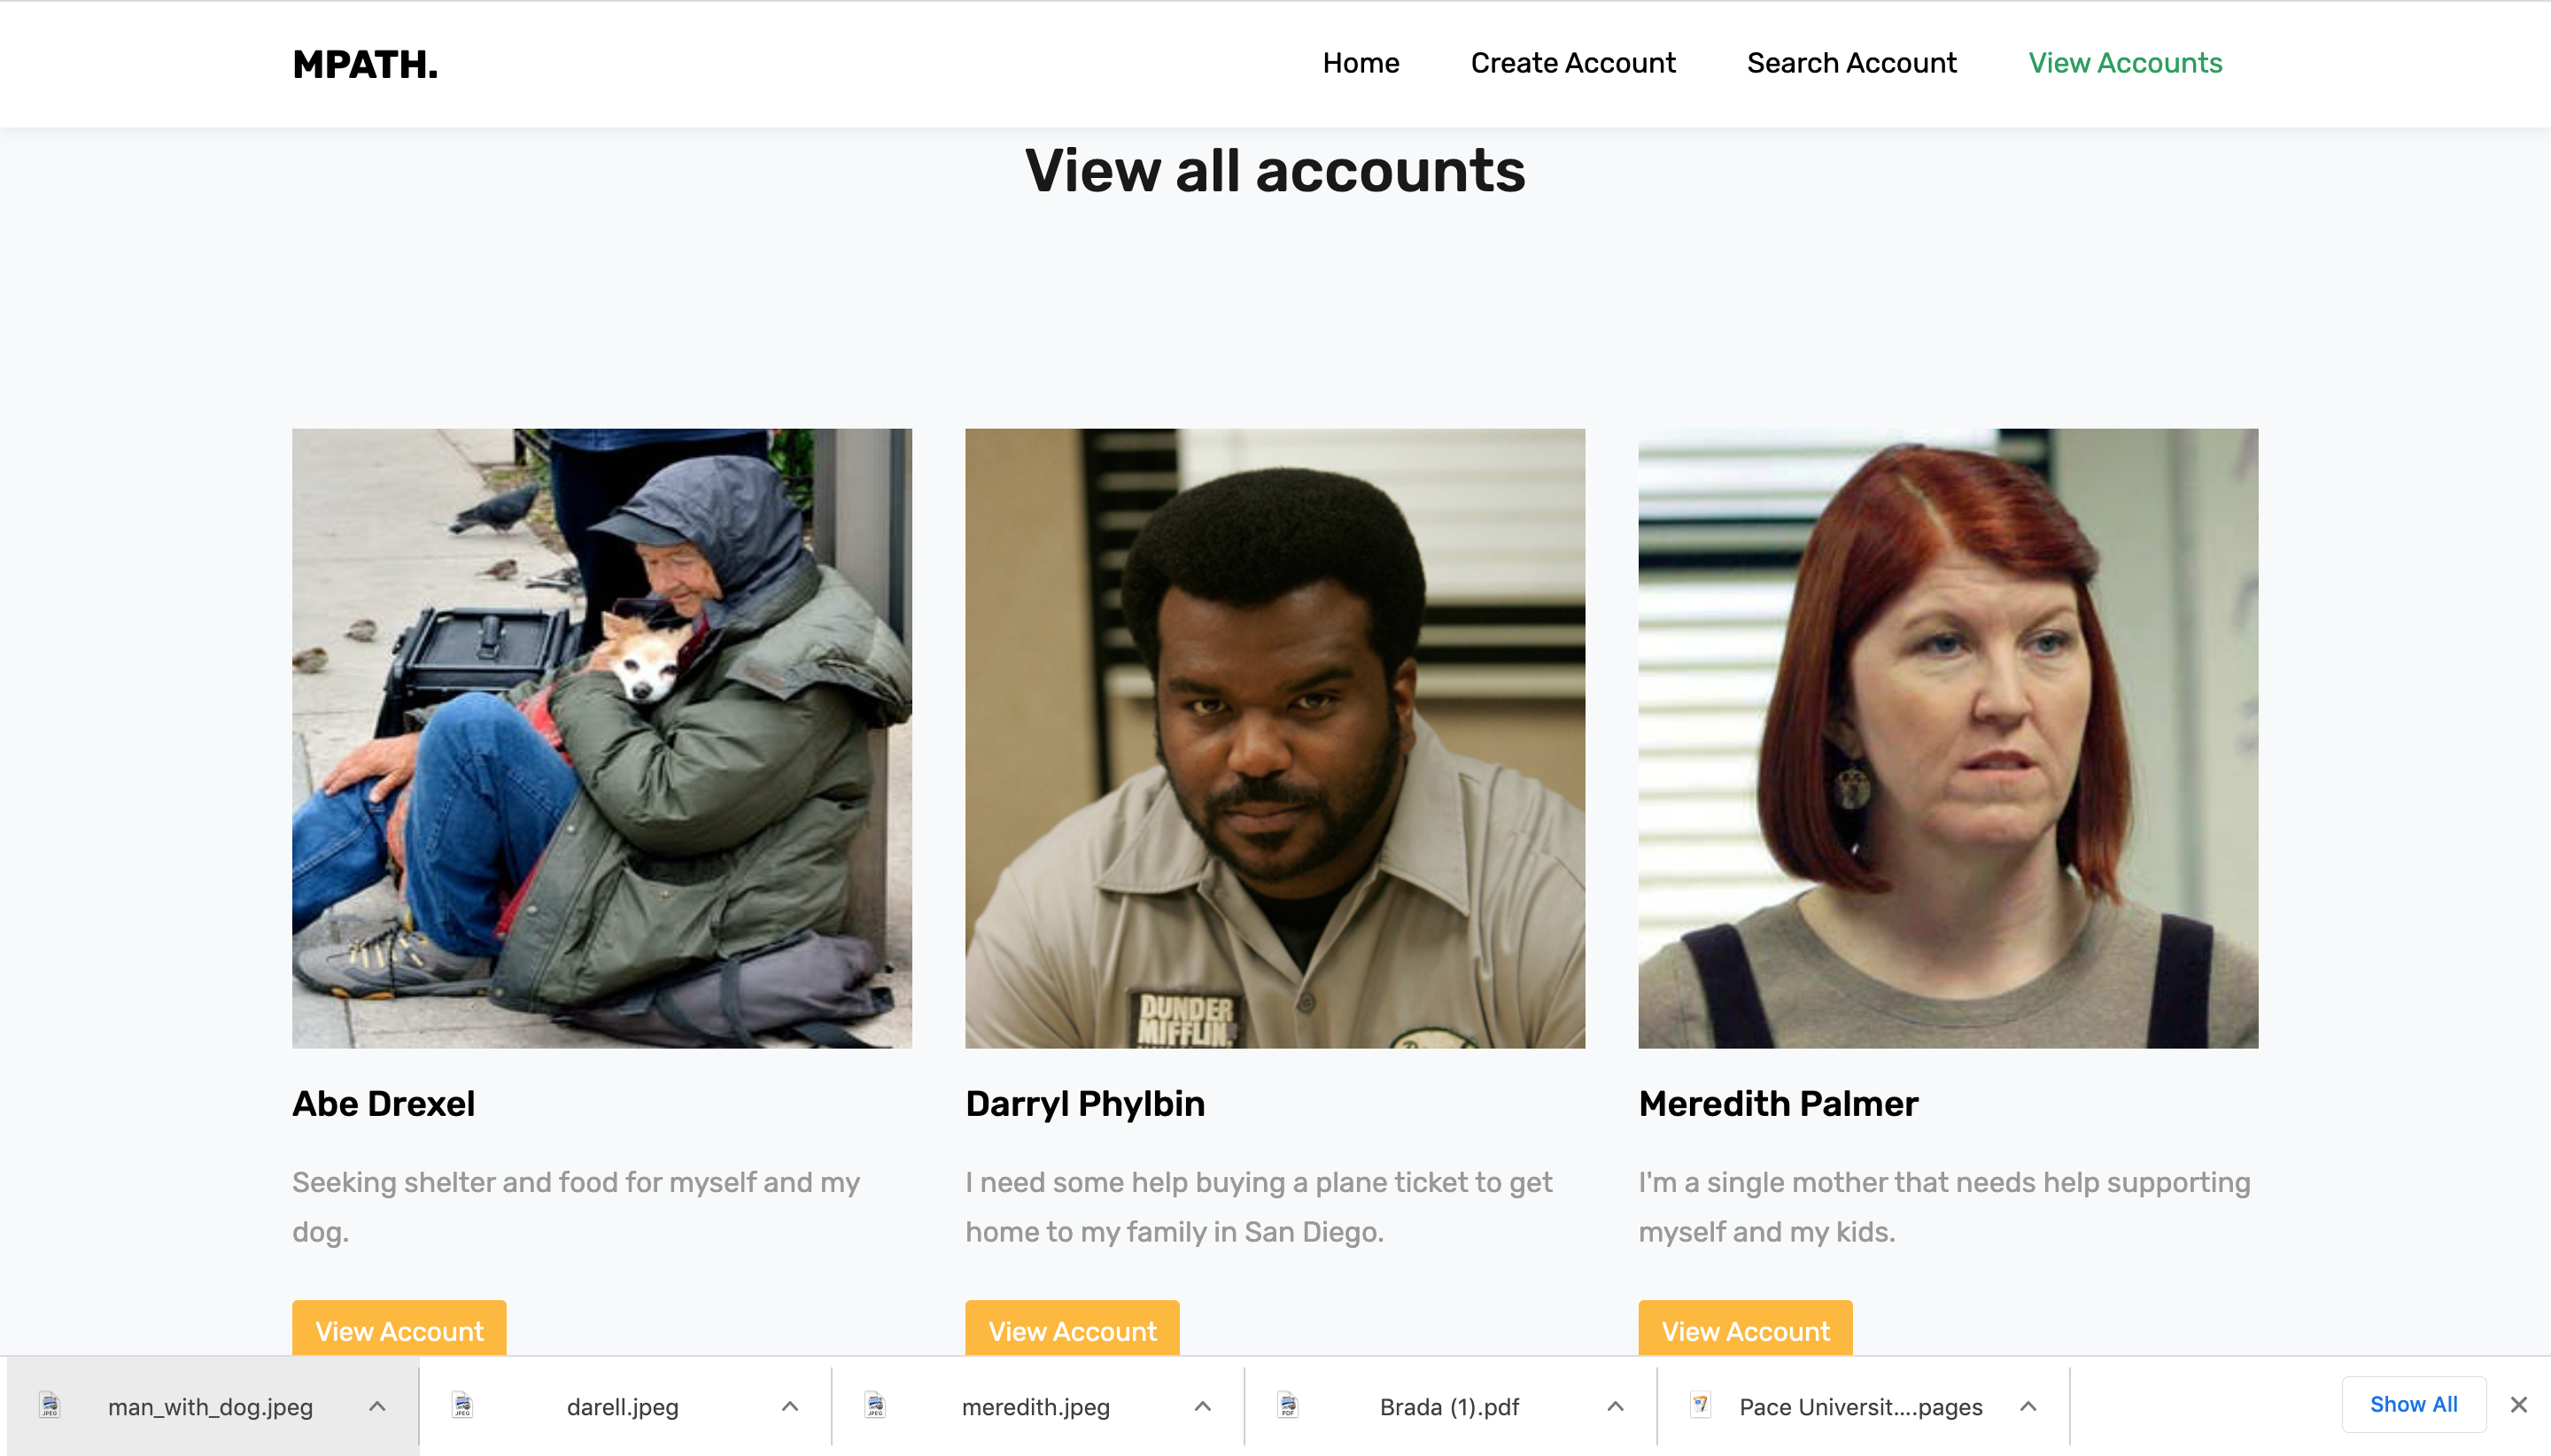 MPATH.
Home
Create Account
Search Account
View Accounts
View all accounts
DUNDER
MIFFLIN
Abe Drexel
Seeking shelter and food for myself and my
dog.
View Account
Darryl Phylbin
I need some help buying a plane ticket to get
home to my family in San Diego.
View Account
Meredith Palmer
I'm a single mother that needs help supporting
myself and my kids.
View Account
man_with_dog.jpeg
darell.jpeg
meredith.jpeg
Brada (1).pdf
Pace Universit....pages
Show All